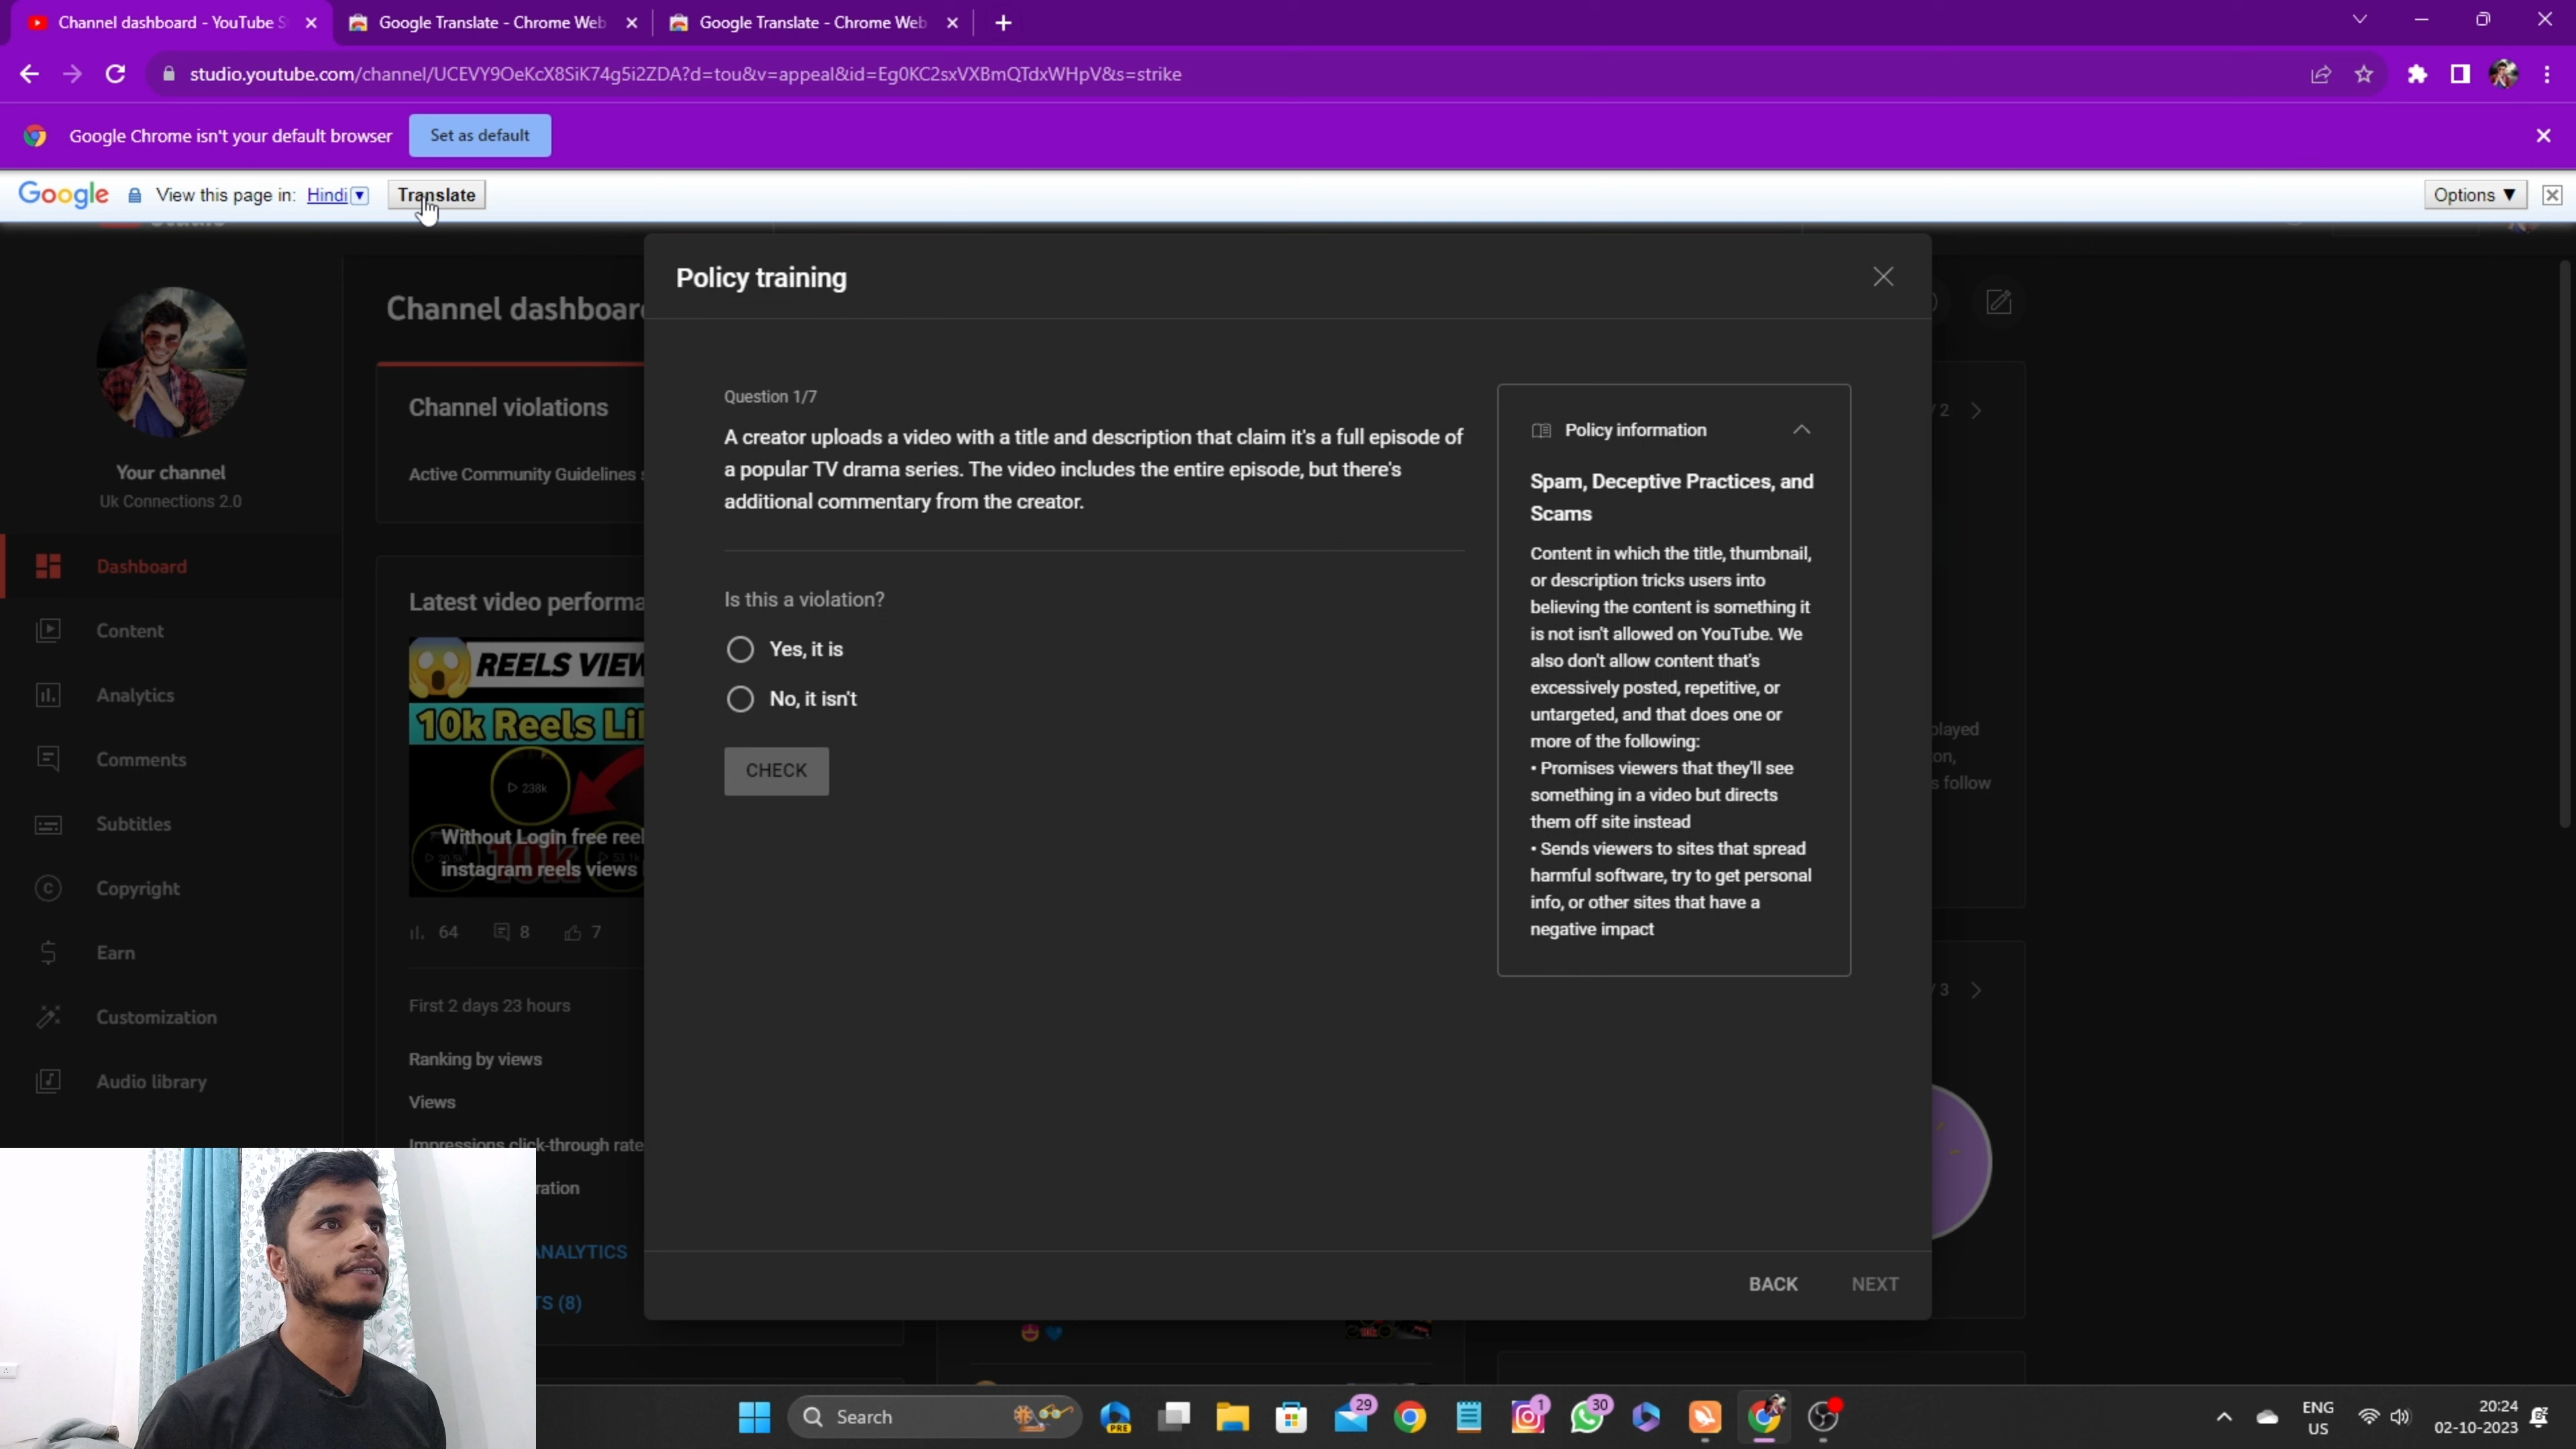 Channel dashboard - YouTube S
Google Translate - Chrome Web
Google Translate - Chrome Web
studio.youtube.com/channel/UCEVY9OeKcX8SiK74g5i2ZDA?d=tou&v=appeal&id=Eg0KC2sxVXBmQTdxWHpV&s=strike
Google Chrome isn't your default browser
Set as default
Google
View this page in: Hindi
Translate
Options ▼
Policy training
Channel dashboar
Question 1/7
A creator uploads a video with a title and description that claim it's a full episode of
a popular TV drama series. The video includes the entire episode, but there's
additional commentary from the creator.
Is this a violation?
Yes, it is
No, it isn't
CHECK
Policy information
Spam, Deceptive Practices, and
Scams
Content in which the title, thumbnail,
or description tricks users into
believing the content is something it
is not isn't allowed on YouTube. We
also don't allow content that's
excessively posted, repetitive, or
untargeted, and that does one or
more of the following:
• Promises viewers that they'll see
something in a video but directs
them off site instead
• Sends viewers to sites that spread
harmful software, try to get personal
info, or other sites that have a
negative impact
BACK
NEXT
Your channel
Uk Connections 2.0
Dashboard
Content
Analytics
Comments
Subtitles
Copyright
Earn
Customization
Audio library
Channel violations
Active Community Guidelines s
Latest video performa
REELS VIEW
10k Reels Li
238k
Without Login free reel
instagram reels views
10k
53.1k
64
8
7
First 2 days 23 hours
Ranking by views
Views
Impressions click-through rate
ration
ANALYTICS
TS (8)
/ 2
played
on,
s follow
/ 3
Search
PRE
29
1
30
ENG
US
20:24
02-10-2023